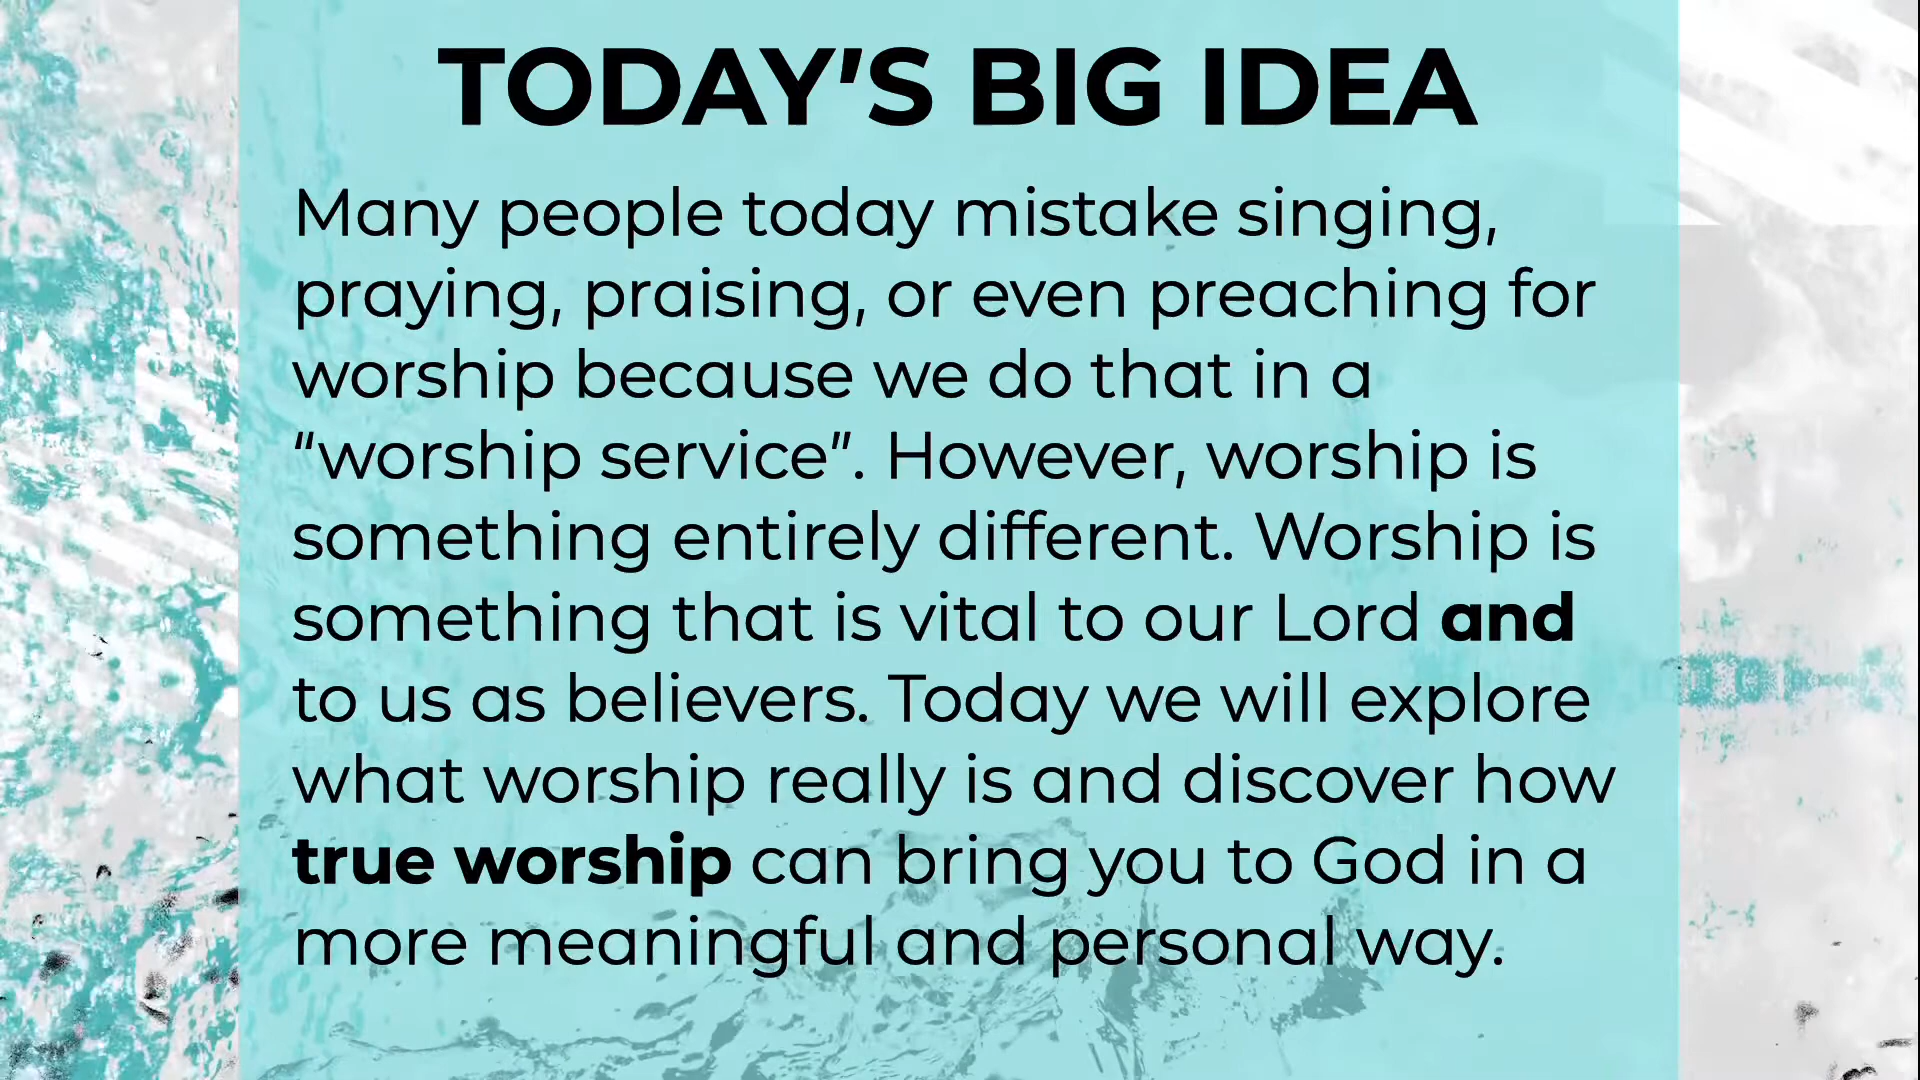 TODAY’S BIG IDEA
Many people today mistake singing,
praying, praising, or even preaching for
worship because we do that in a
“worship service”. However, worship is
something entirely different. Worship is
something that is vital to our Lord and
to us as believers. Today we will explore
what worship really is and discover how
true worship can bring you to God in a
more meaningful and personal way.